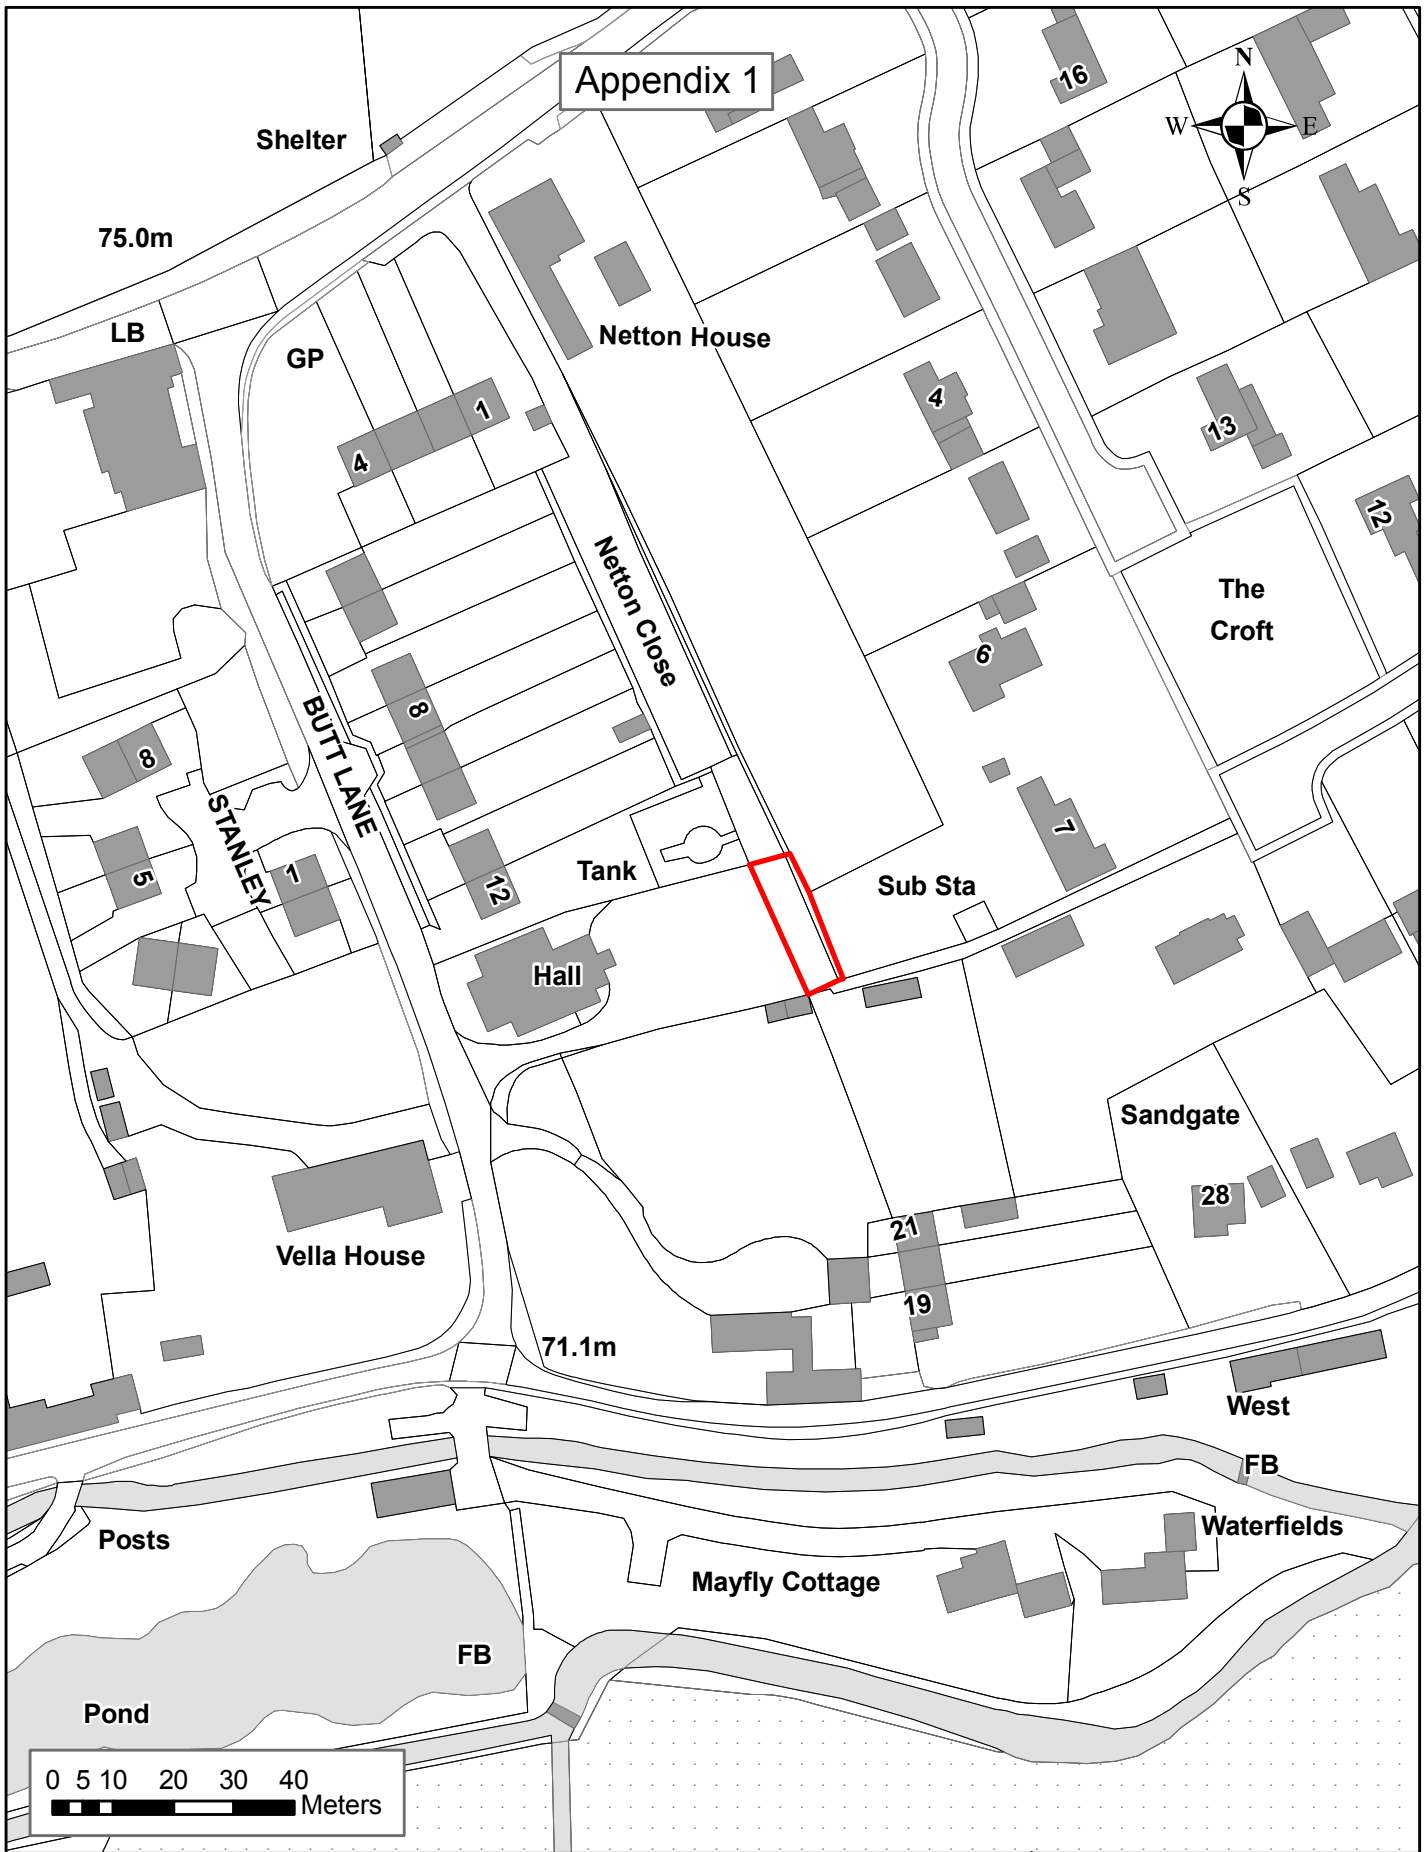 Appendix 1
16
N
W
E
S
Shelter
75.0m
LB
GP
Netton House
1
4
4
13
12
Netton Close
The
Croft
6
8
BUTT LANE
8
STANLEY
5
1
12
Tank
7
Sub Sta
Hall
Sandgate
28
21
19
Vella House
71.1m
West
FB
Waterfields
Posts
Mayfly Cottage
FB
Pond
0 5 10 20 30 40
Meters